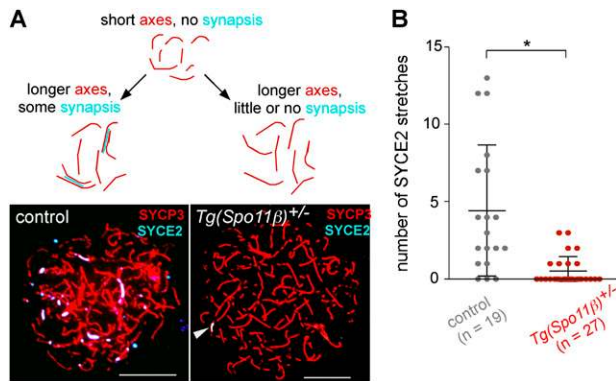 A
short axes, no synapsis
longer axes,
some synapsis
longer axes,
little or no synapsis
control
SYCP3
SYCE2
Tg(Spo11β)+/-
SYCP3
SYCE2
B
number of SYCE2 stretches
15
10
5
0
*
control
(n = 19)
Tg(Spo11β)+/-
(n = 27)